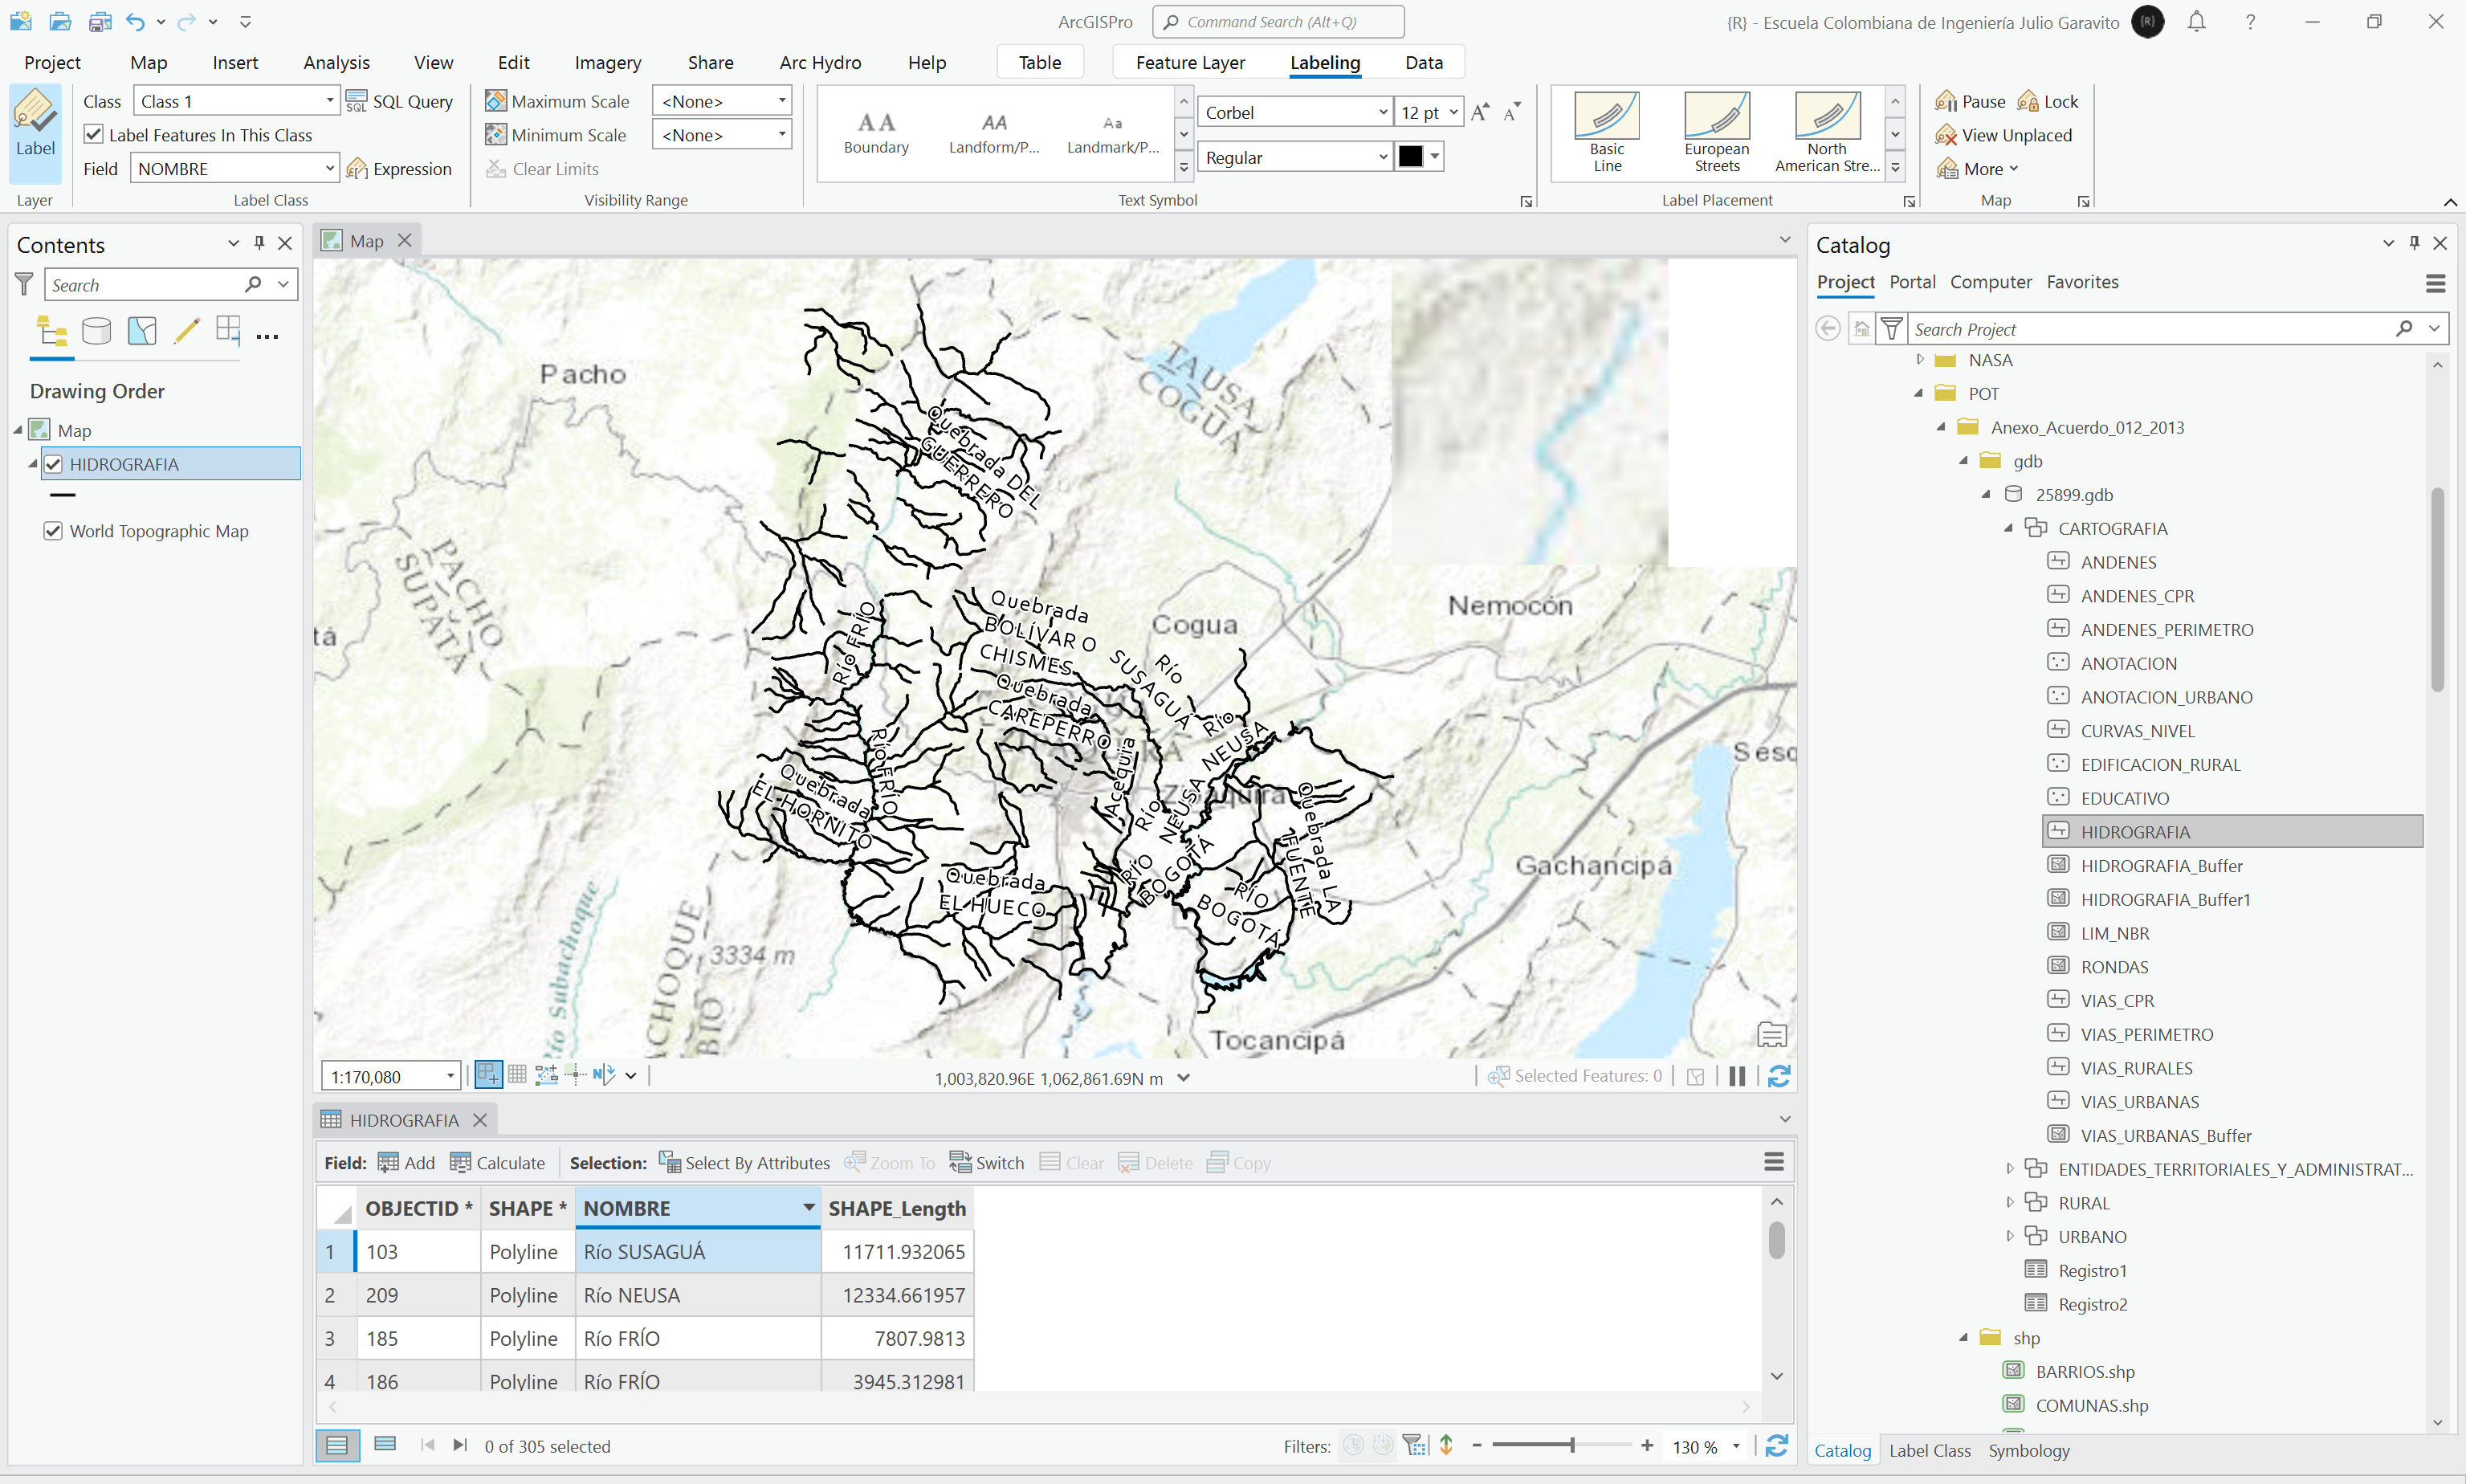 ArcGISPro
Command Search (Alt+Q)
{R} - Escuela Colombiana de Ingeniería Julio Garavito
{R}
Project
Map
Insert
Analysis
View
Edit
Imagery
Share
Arc Hydro
Help
Table
Feature Layer
Labeling
Data
Label
Layer
Class
Class 1
SQL Query
Label Features In This Class
Field
NOMBRE
Expression
Label Class
Maximum Scale
<None>
Minimum Scale
<None>
Clear Limits
Visibility Range
AA
Boundary
AA
Landform/P...
Aa
Landmark/P...
Corbel
12 pt
Regular
Text Symbol
Basic
Line
European
Streets
North
American Stre...
Label Placement
Pause
Lock
View Unplaced
More
Map
Contents
Search
Drawing Order
Map
HIDROGRAFIA
World Topographic Map
Map
Pacho
TAUSA
COGUA
PACHO
SUPATÁ
tá
Cogua
Nemocón
Sesq
Gachancipá
Tocancipá
3334 m
Río Subachoque
Quebrada DEL
GUERRERO
Río FRÍO
Quebrada
BOLÍVAR O
CHISMES
Río
SUSAGUÁ
Quebrada
CAREPERRO
Río
NEUSA NEUSA
Río FRÍO
Acequia
Quebrada
EL HORNITO
Río
Quebrada LA
FUENTE
RÍO
BOGOTÁ
RÍO
BOGOTÁ
Quebrada
EL HUECO
1:170,080
1,003,820.96E 1,062,861.69N m
Selected Features: 0
HIDROGRAFIA
Field:
Add
Calculate
Selection:
Select By Attributes
Zoom To
Switch
Clear
Delete
Copy
OBJECTID * SHAPE * NOMBRE SHAPE_Length
1 103 Polyline Río SUSAGUÁ 11711.932065
2 209 Polyline Río NEUSA 12334.661957
3 185 Polyline Río FRÍO 7807.9813
4 186 Polyline Río FRÍO 3945.312981
0 of 305 selected
Filters:
130 %
Catalog
Project
Portal
Computer
Favorites
Search Project
NASA
POT
Anexo_Acuerdo_012_2013
gdb
25899.gdb
CARTOGRAFIA
ANDENES
ANDENES_CPR
ANDENES_PERIMETRO
ANOTACION
ANOTACION_URBANO
CURVAS_NIVEL
EDIFICACION_RURAL
EDUCATIVO
HIDROGRAFIA
HIDROGRAFIA_Buffer
HIDROGRAFIA_Buffer1
LIM_NBR
RONDAS
VIAS_CPR
VIAS_PERIMETRO
VIAS_RURALES
VIAS_URBANAS
VIAS_URBANAS_Buffer
ENTIDADES_TERRITORIALES_Y_ADMINISTRAT...
RURAL
URBANO
Registro1
Registro2
shp
BARRIOS.shp
COMUNAS.shp
Catalog
Label Class
Symbology